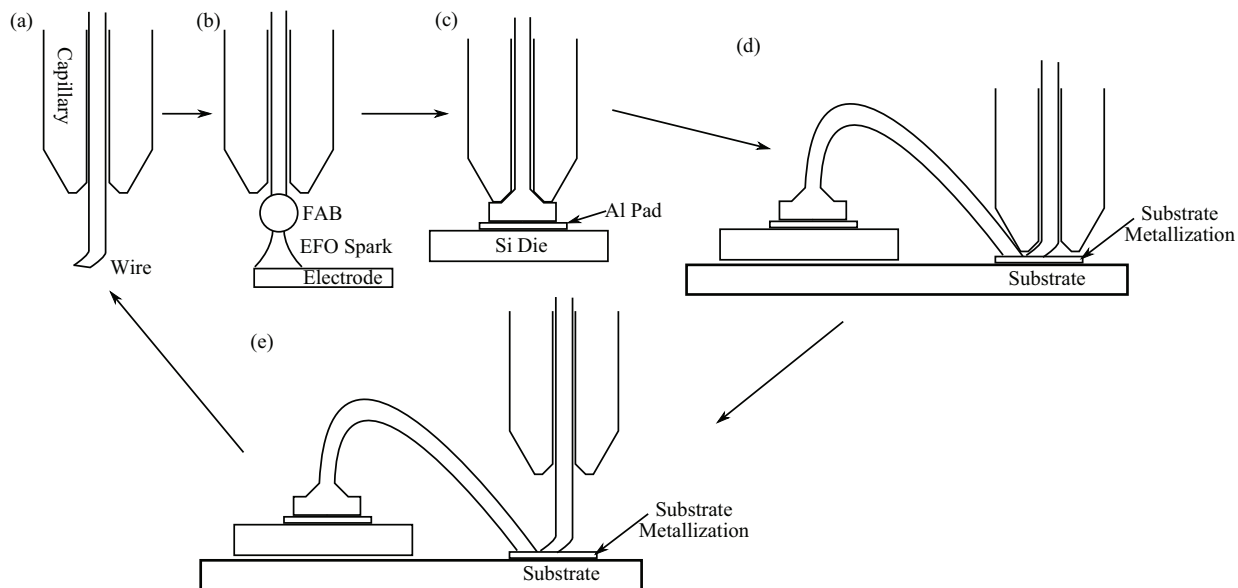 (a)
Capillary
Wire
(b)
FAB
EFO Spark
Electrode
(c)
Al Pad
Si Die
(d)
Substrate
Metallization
Substrate
(e)
Substrate
Metallization
Substrate